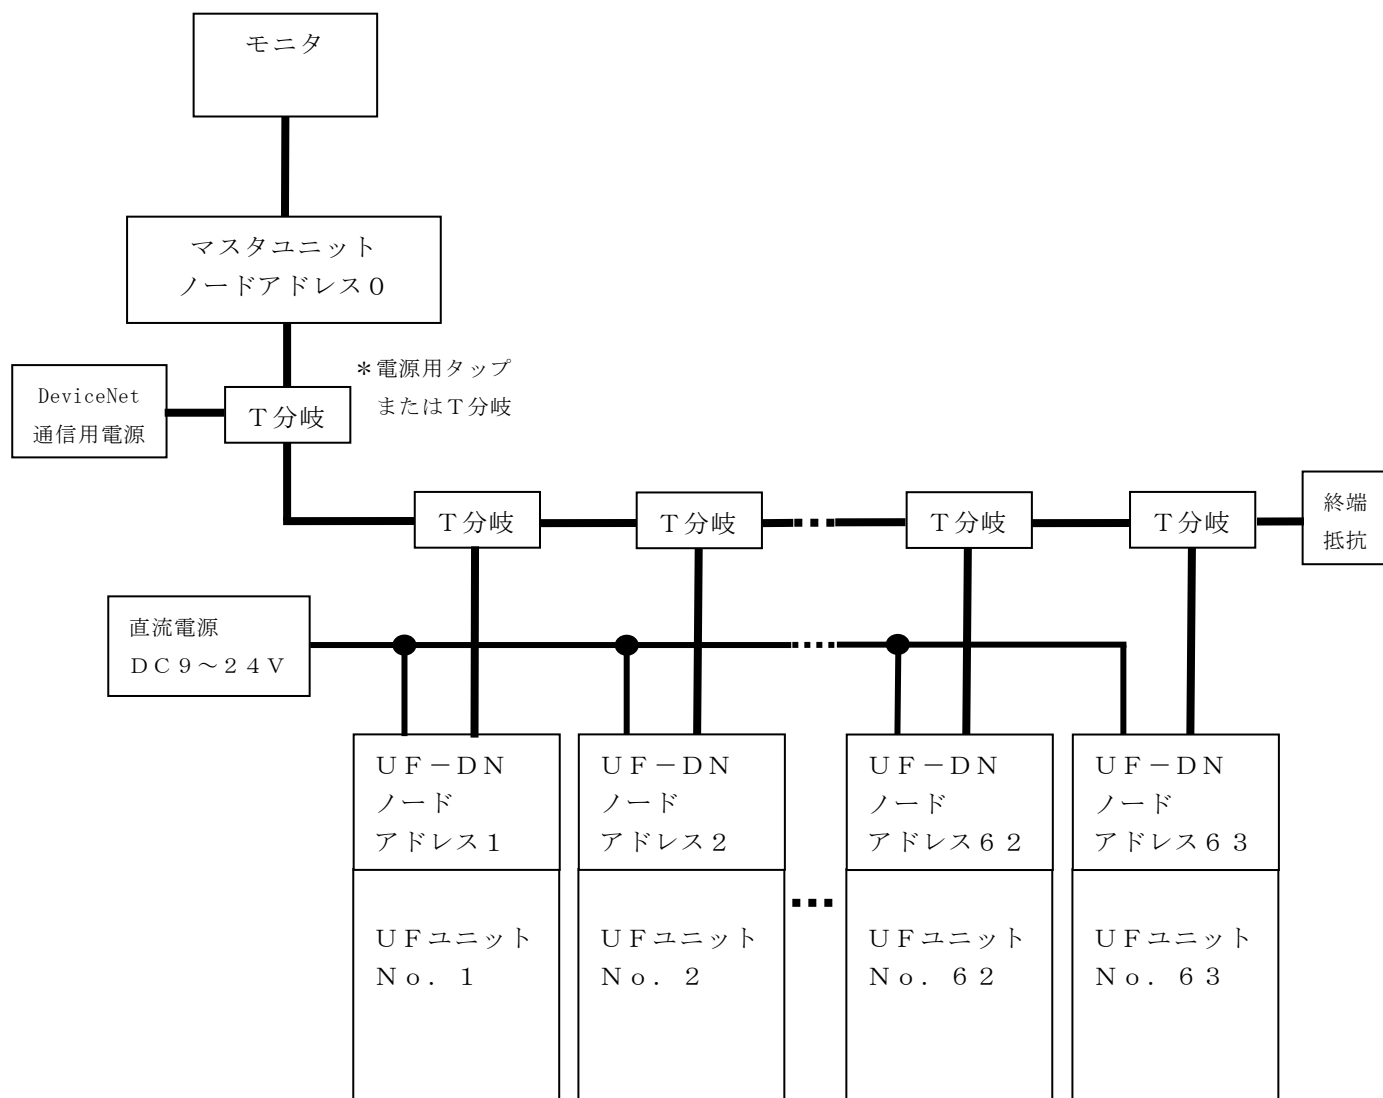 モニタ
マスタユニット
ノードアドレス０
＊電源用タップ
またはＴ分岐
DeviceNet
通信用電源
Ｔ分岐
Ｔ分岐
Ｔ分岐
Ｔ分岐
Ｔ分岐
終端
抵抗
直流電源
ＤＣ９～２４Ｖ
ＵＦ－ＤＮ
ノード
アドレス１
ＵＦ－ＤＮ
ノード
アドレス２
ＵＦ－ＤＮ
ノード
アドレス６２
ＵＦ－ＤＮ
ノード
アドレス６３
ＵＦユニット
Ｎｏ．１
ＵＦユニット
Ｎｏ．２
ＵＦユニット
Ｎｏ．６２
ＵＦユニット
Ｎｏ．６３